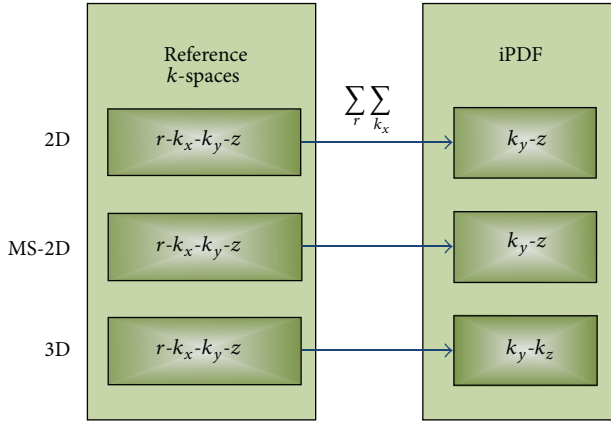 Reference
k-spaces
iPDF
∑r ∑kx
2D
r-kx-ky-z
ky-z
MS-2D
r-kx-ky-z
ky-z
3D
r-kx-ky-z
ky-kz